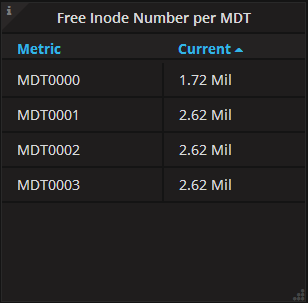 Free Inode Number per MDT
Metric Current
MDT0000 1.72 Mil
MDT0001 2.62 Mil
MDT0002 2.62 Mil
MDT0003 2.62 Mil